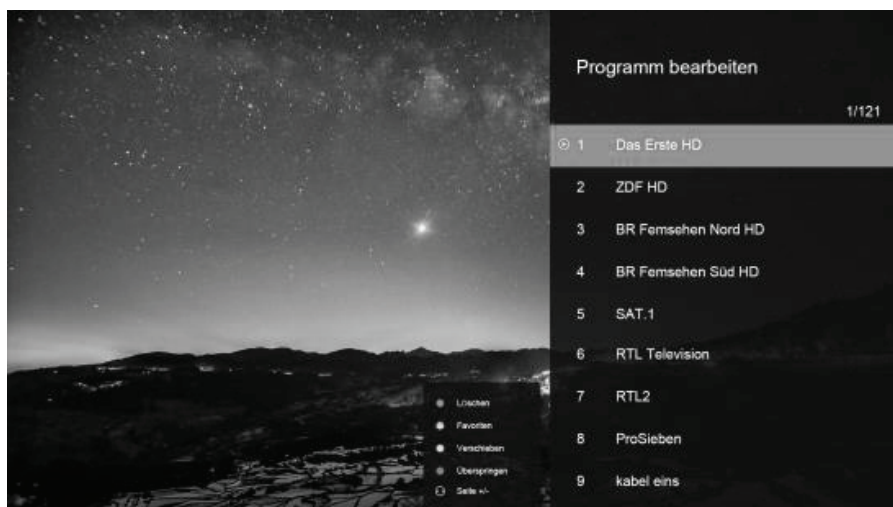 Programm bearbeiten
1/121
1 Das Erste HD
2 ZDF HD
3 BR Fernsehen Nord HD
4 BR Fernsehen Süd HD
5 SAT.1
6 RTL Television
7 RTL2
8 ProSieben
9 kabel eins
Löschen
Favoriten
Verschieben
Überspringen
Seite +/-